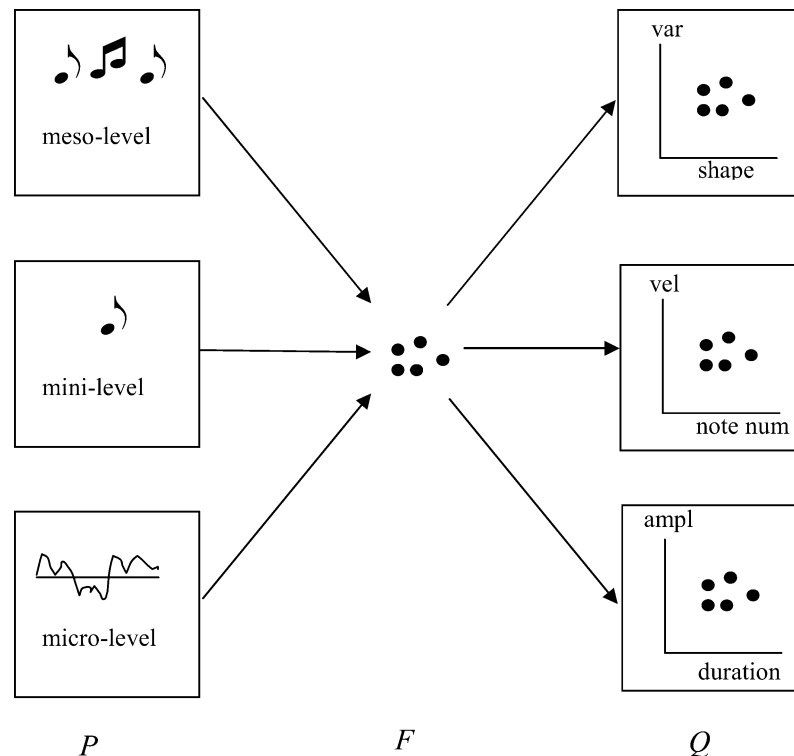 meso-level
mini-level
micro-level
var
shape
vel
note num
ampl
duration
P
F
Q